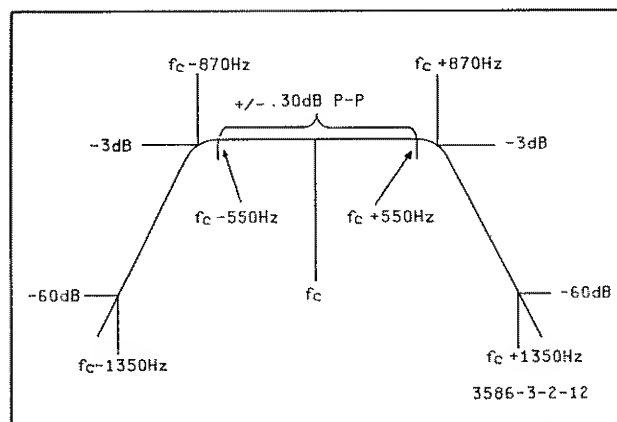 fc-870Hz
fc+870Hz
+/-.30dB P-P
-3dB
-3dB
fc-550Hz
fc+550Hz
-60dB
fc
-60dB
fc-1350Hz
fc+1350Hz
3586-3-2-12